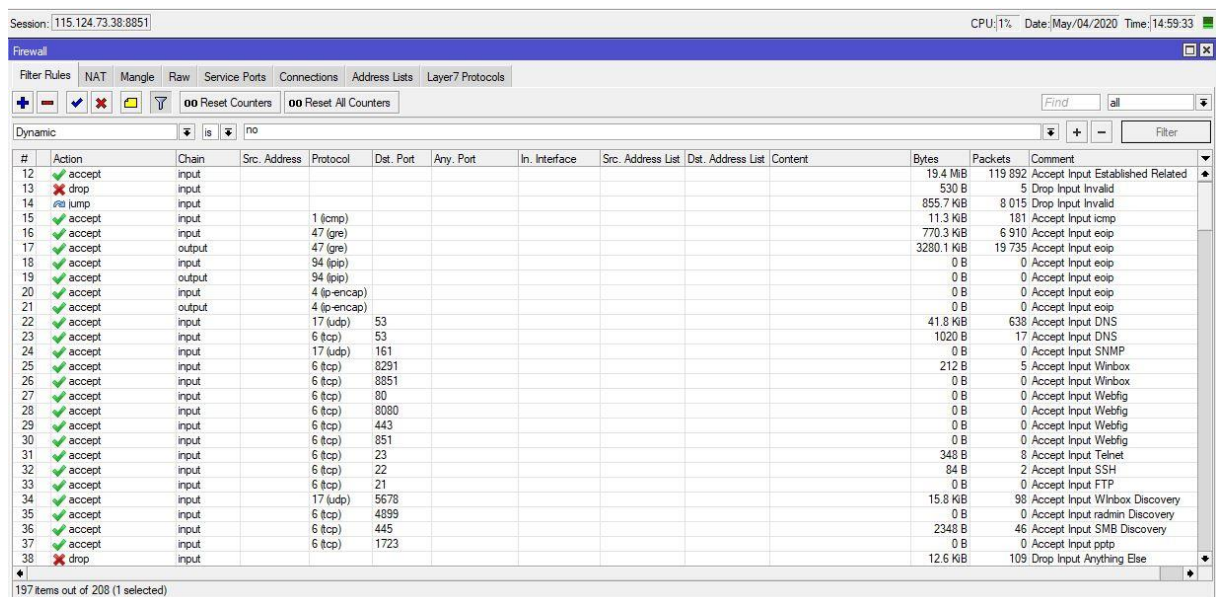 Session: 115.124.73.38:8851 CPU: 1% Date: May/04/2020 Time: 14:59:33
Firewall
Filter Rules NAT Mangle Raw Service Ports Connections Address Lists Layer7 Protocols
00 Reset Counters 00 Reset All Counters Find all
Dynamic is no Filter
# Action Chain Src. Address Protocol Dst. Port Any. Port In. Interface Src. Address List Dst. Address List Content Bytes Packets Comment
12 accept input 19.4 MiB 119 892 Accept Input Established Related
13 drop input 530 B 5 Drop Input Invalid
14 jump input 855.7 KiB 8 015 Drop Input Invalid
15 accept input 1 (icmp) 11.3 KiB 181 Accept Input icmp
16 accept input 47 (gre) 770.3 KiB 6 910 Accept Input eoip
17 accept output 47 (gre) 3280.1 KiB 19 735 Accept Input eoip
18 accept input 94 (ipip) 0 B 0 Accept Input eoip
19 accept output 94 (ipip) 0 B 0 Accept Input eoip
20 accept input 4 (ip-encap) 0 B 0 Accept Input eoip
21 accept output 4 (ip-encap) 0 B 0 Accept Input eoip
22 accept input 17 (udp) 53 41.8 KiB 638 Accept Input DNS
23 accept input 6 (tcp) 53 1020 B 17 Accept Input DNS
24 accept input 17 (udp) 161 0 B 0 Accept Input SNMP
25 accept input 6 (tcp) 8291 212 B 5 Accept Input Winbox
26 accept input 6 (tcp) 8851 0 B 0 Accept Input Winbox
27 accept input 6 (tcp) 80 0 B 0 Accept Input Webfig
28 accept input 6 (tcp) 8080 0 B 0 Accept Input Webfig
29 accept input 6 (tcp) 443 0 B 0 Accept Input Webfig
30 accept input 6 (tcp) 851 0 B 0 Accept Input Webfig
31 accept input 6 (tcp) 23 348 B 8 Accept Input Telnet
32 accept input 6 (tcp) 22 84 B 2 Accept Input SSH
33 accept input 6 (tcp) 21 0 B 0 Accept Input FTP
34 accept input 17 (udp) 5678 15.8 KiB 98 Accept Input WInbox Discovery
35 accept input 6 (tcp) 4899 0 B 0 Accept Input radmin Discovery
36 accept input 6 (tcp) 445 2348 B 46 Accept Input SMB Discovery
37 accept input 6 (tcp) 1723 0 B 0 Accept Input pptp
38 drop input 12.6 KiB 109 Drop Input Anything Else
197 items out of 208 (1 selected)